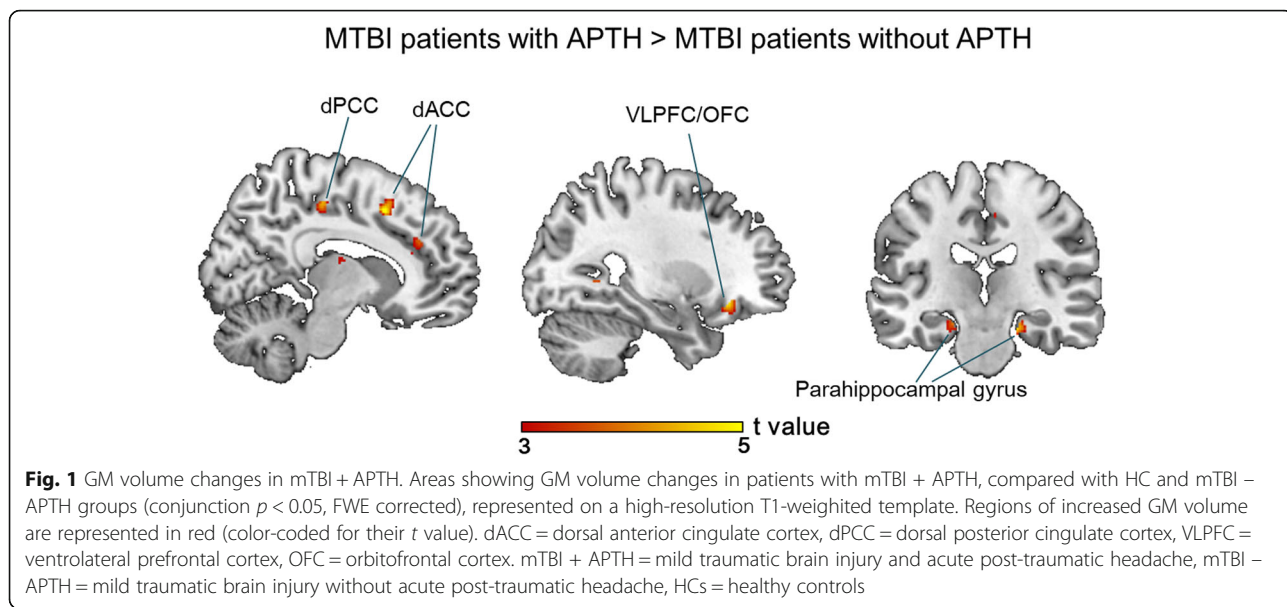 MTBI patients with APTH > MTBI patients without APTH
dPCC
dACC
VLPFC/OFC
Parahippocampal gyrus
t value
3
5
Fig. 1 GM volume changes in mTBI + APTH. Areas showing GM volume changes in patients with mTBI + APTH, compared with HC and mTBI –
APTH groups (conjunction p < 0.05, FWE corrected), represented on a high-resolution T1-weighited template. Regions of increased GM volume
are represented in red (color-coded for their t value). dACC = dorsal anterior cingulate cortex, dPCC = dorsal posterior cingulate cortex, VLPFC =
ventrolateral prefrontal cortex, OFC = orbitofrontal cortex. mTBI + APTH = mild traumatic brain injury and acute post-traumatic headache, mTBI –
APTH = mild traumatic brain injury without acute post-traumatic headache, HCs = healthy controls